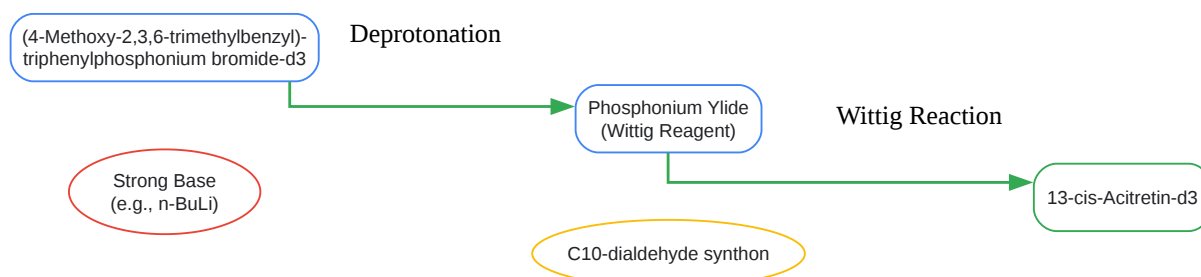 (4-Methoxy-2,3,6-trimethylbenzyl)-
triphenylphosphonium bromide-d3
Deprotonation
Phosphonium Ylide
(Wittig Reagent)
Wittig Reaction
Strong Base
(e.g., n-BuLi)
13-cis-Acitretin-d3
C10-dialdehyde synthon